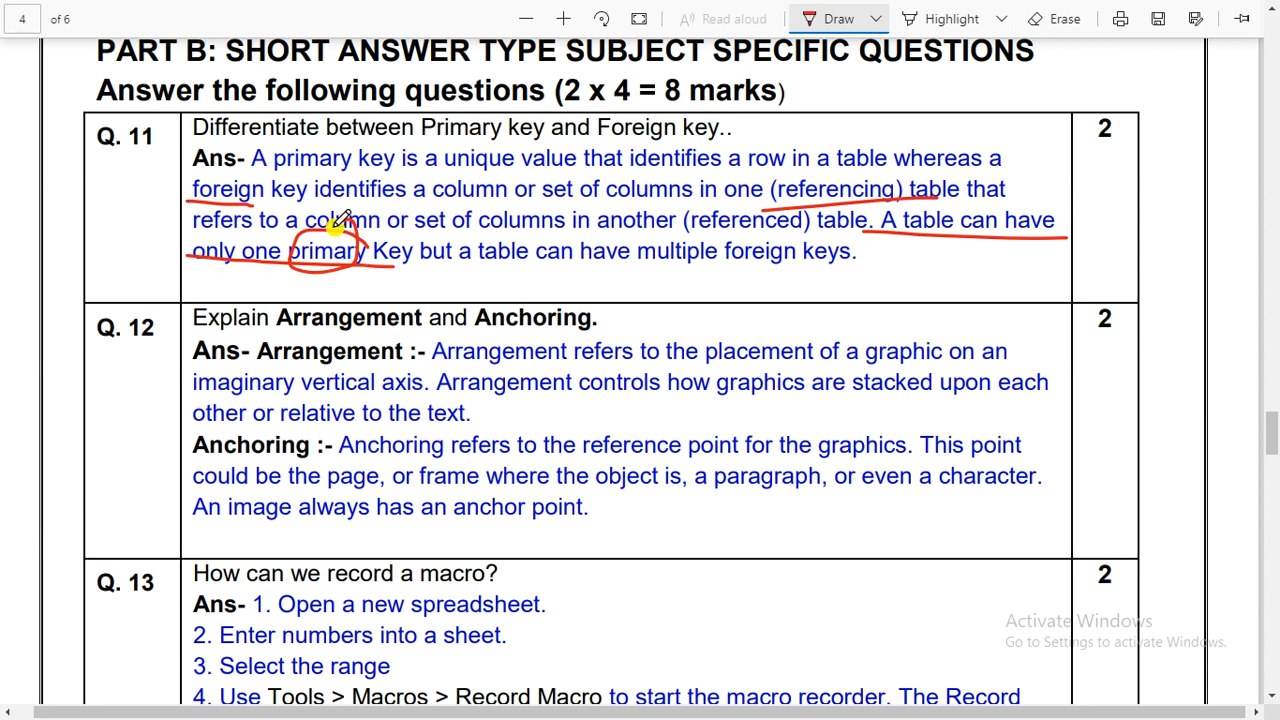 4 of 6 Read aloud Draw Highlight Erase
PART B: SHORT ANSWER TYPE SUBJECT SPECIFIC QUESTIONS
Answer the following questions (2 x 4 = 8 marks)
Q. 11 Differentiate between Primary key and Foreign key.. 2
Ans- A primary key is a unique value that identifies a row in a table whereas a
foreign key identifies a column or set of columns in one (referencing) table that
refers to a column or set of columns in another (referenced) table. A table can have
only one primary Key but a table can have multiple foreign keys.
Q. 12 Explain Arrangement and Anchoring. 2
Ans- Arrangement :- Arrangement refers to the placement of a graphic on an
imaginary vertical axis. Arrangement controls how graphics are stacked upon each
other or relative to the text.
Anchoring :- Anchoring refers to the reference point for the graphics. This point
could be the page, or frame where the object is, a paragraph, or even a character.
An image always has an anchor point.
Q. 13 How can we record a macro? 2
Ans- 1. Open a new spreadsheet.
2. Enter numbers into a sheet.
3. Select the range
4. Use Tools > Macros > Record Macro to start the macro recorder. The Record
Activate Windows
Go to Settings to activate Windows.